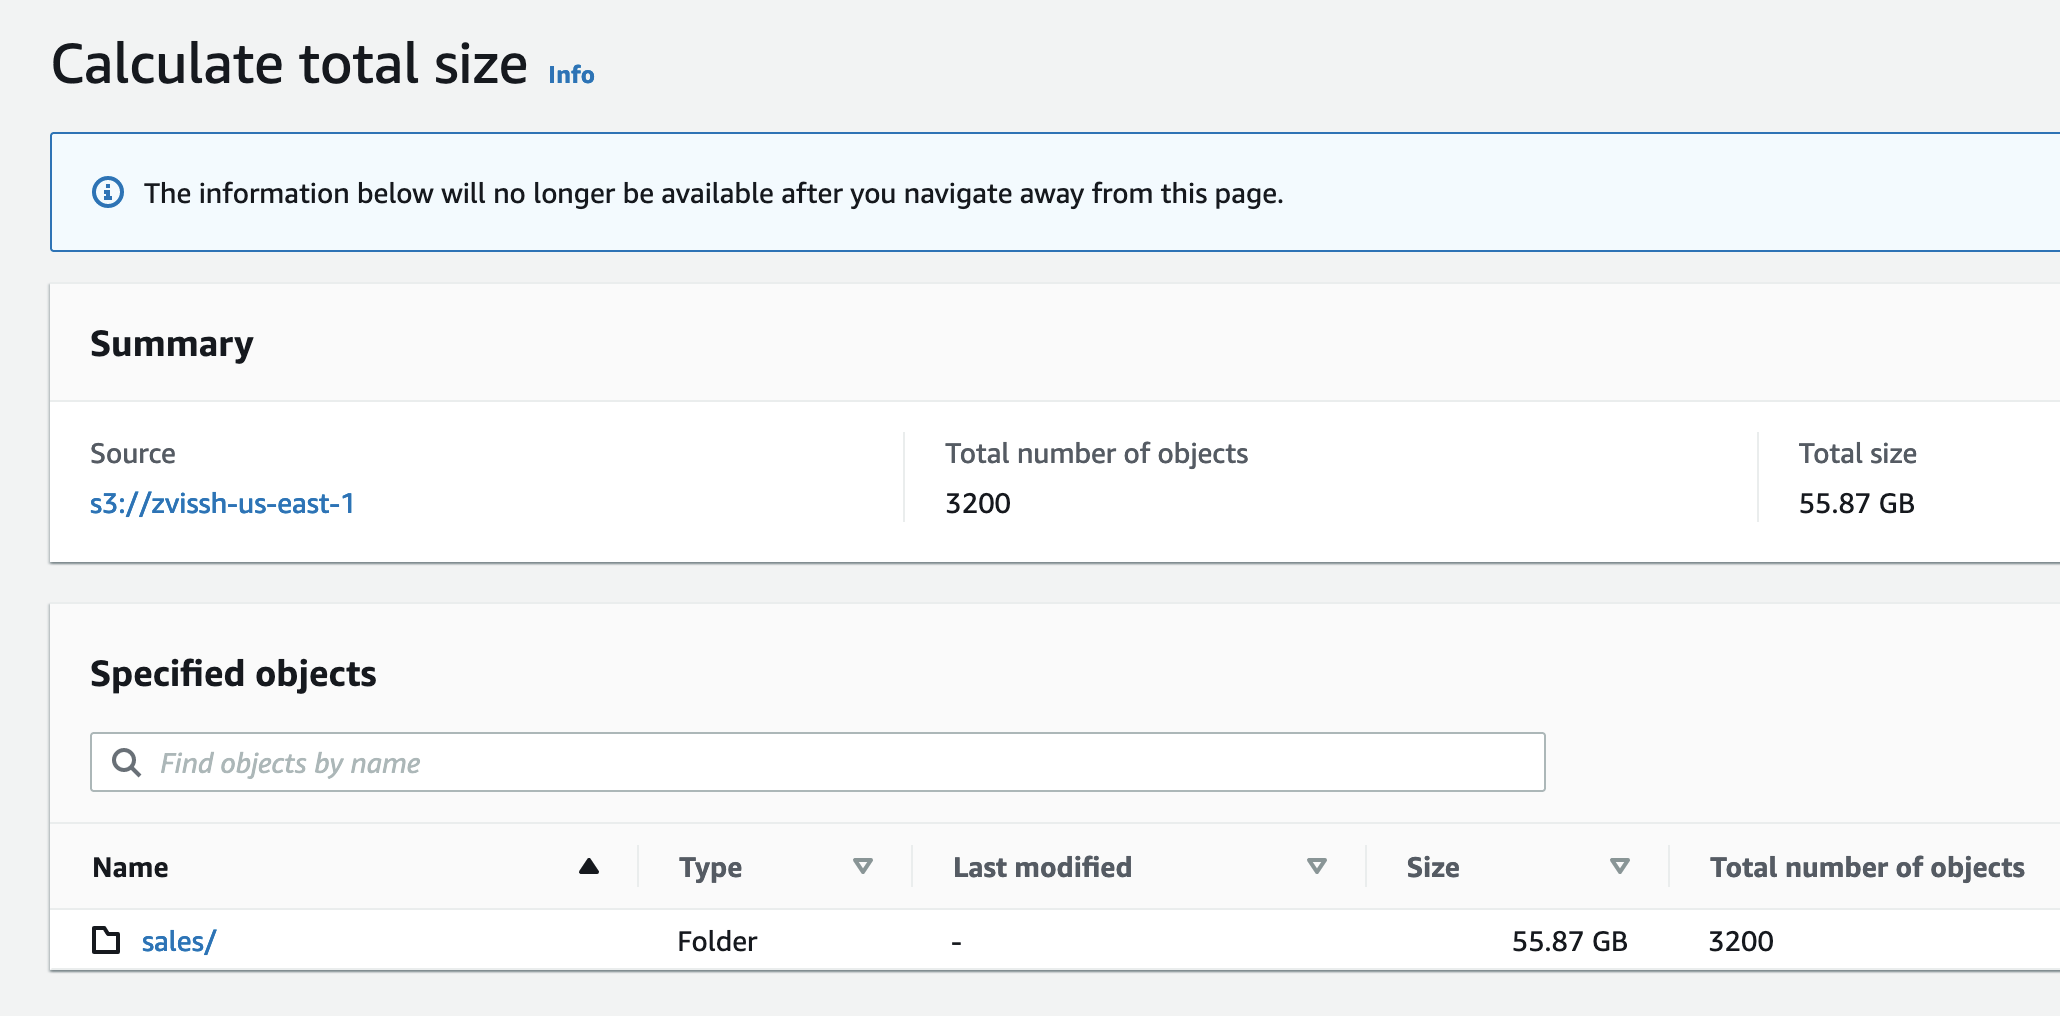 Calculate total size Info
The information below will no longer be available after you navigate away from this page.
Summary
Source
s3://zvissh-us-east-1
Total number of objects
3200
Total size
55.87 GB
Specified objects
Find objects by name
Name Type Last modified Size Total number of objects
sales/ Folder - 55.87 GB 3200